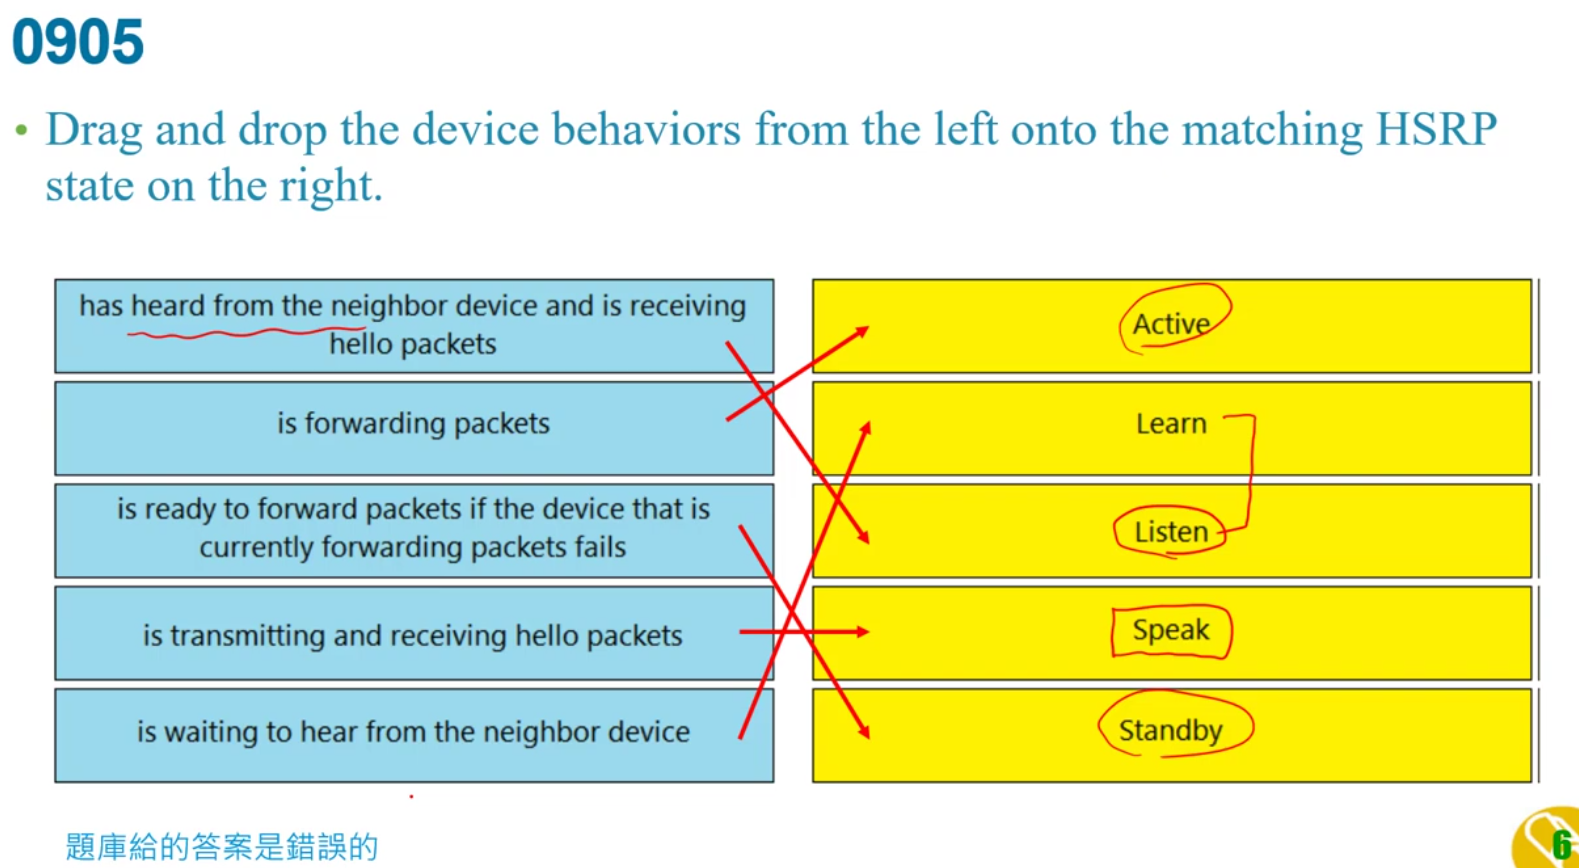 0905
• Drag and drop the device behaviors from the left onto the matching HSRP
state on the right.
has heard from the neighbor device and is receiving
hello packets
Active
is forwarding packets
Learn
is ready to forward packets if the device that is
currently forwarding packets fails
Listen
is transmitting and receiving hello packets
Speak
is waiting to hear from the neighbor device
Standby
題庫給的答案是錯誤的
6